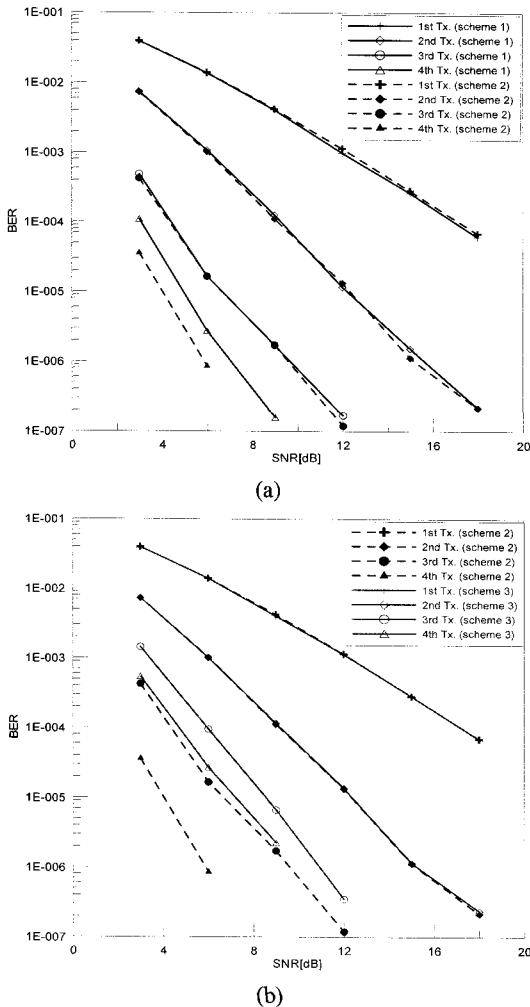 1E-001
1E-002
1E-003
1E-004
1E-005
1E-006
1E-007
BER
0 4 8 12 16 20
SNR[dB]
1st Tx. (scheme 1)
2nd Tx. (scheme 1)
3rd Tx. (scheme 1)
4th Tx. (scheme 1)
1st Tx. (scheme 2)
2nd Tx. (scheme 2)
3rd Tx. (scheme 2)
4th Tx. (scheme 2)
(a)
1E-001
1E-002
1E-003
1E-004
1E-005
1E-006
1E-007
BER
0 4 8 12 16 20
SNR[dB]
1st Tx. (scheme 2)
2nd Tx. (scheme 2)
3rd Tx. (scheme 2)
4th Tx. (scheme 2)
1st Tx. (scheme 3)
2nd Tx. (scheme 3)
3rd Tx. (scheme 3)
4th Tx. (scheme 3)
(b)